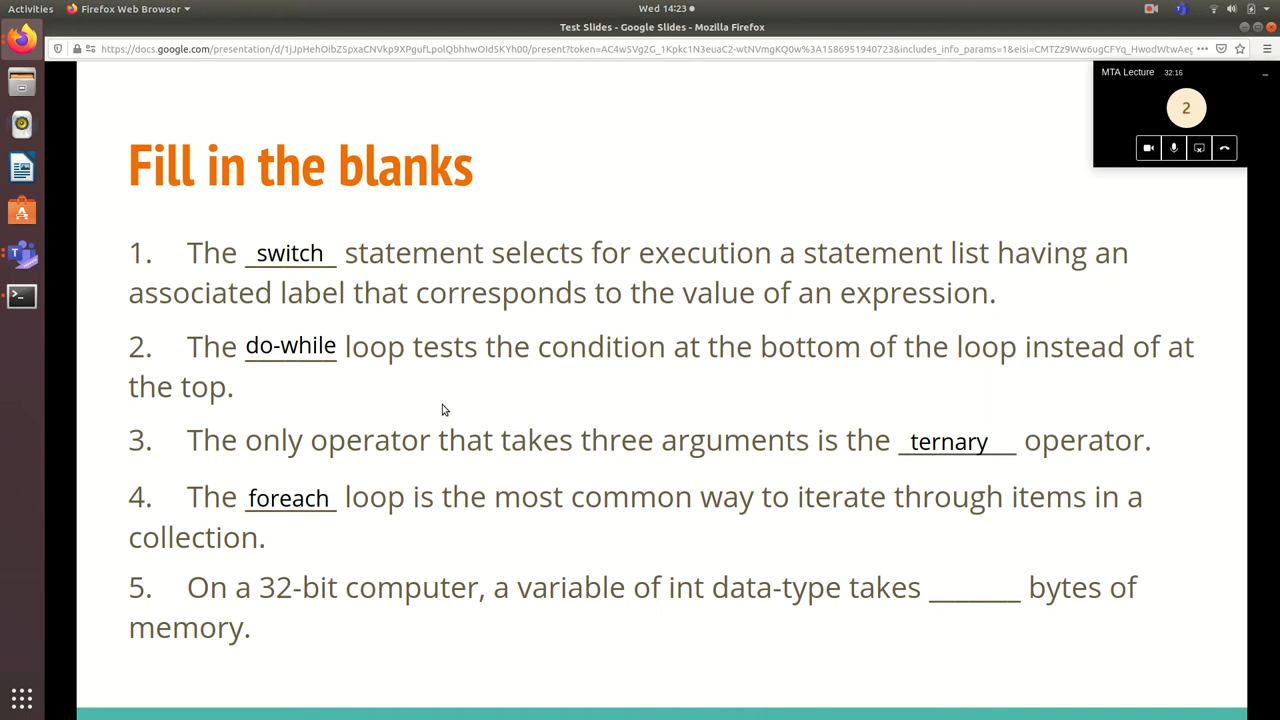 Activities Firefox Web Browser Wed 14:23
Test Slides - Google Slides - Mozilla Firefox
MTA Lecture 32:16
2
Fill in the blanks
1. The switch statement selects for execution a statement list having an
associated label that corresponds to the value of an expression.
2. The do-while loop tests the condition at the bottom of the loop instead of at
the top.
3. The only operator that takes three arguments is the ternary operator.
4. The foreach loop is the most common way to iterate through items in a
collection.
5. On a 32-bit computer, a variable of int data-type takes _______ bytes of
memory.